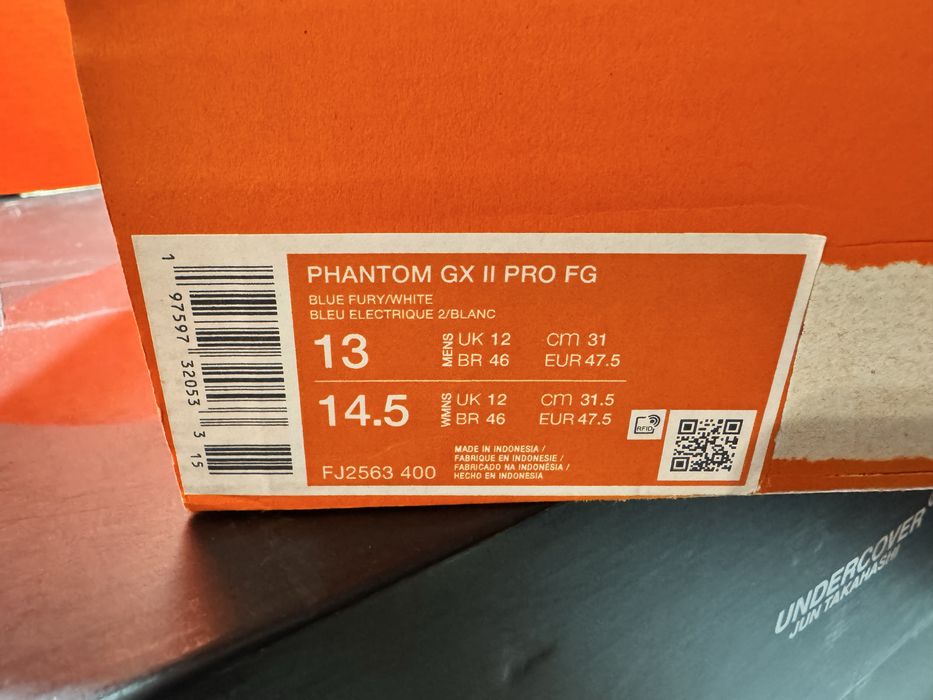 PHANTOM GX II PRO FG
BLUE FURY/WHITE
BLEU ELECTRIQUE 2/BLANC
13 MENS UK 12 CM 31
BR 46 EUR 47.5
14.5 WMNS UK 12 CM 31.5
BR 46 EUR 47.5
RFID
FJ2563 400
MADE IN INDONESIA /
FABRIQUE EN INDONESIE /
FABRICADO NA INDONÉSIA /
HECHO EN INDONESIA
1 97597 32053 3 15
UNDERCOVER
JUN TAKAHASHI